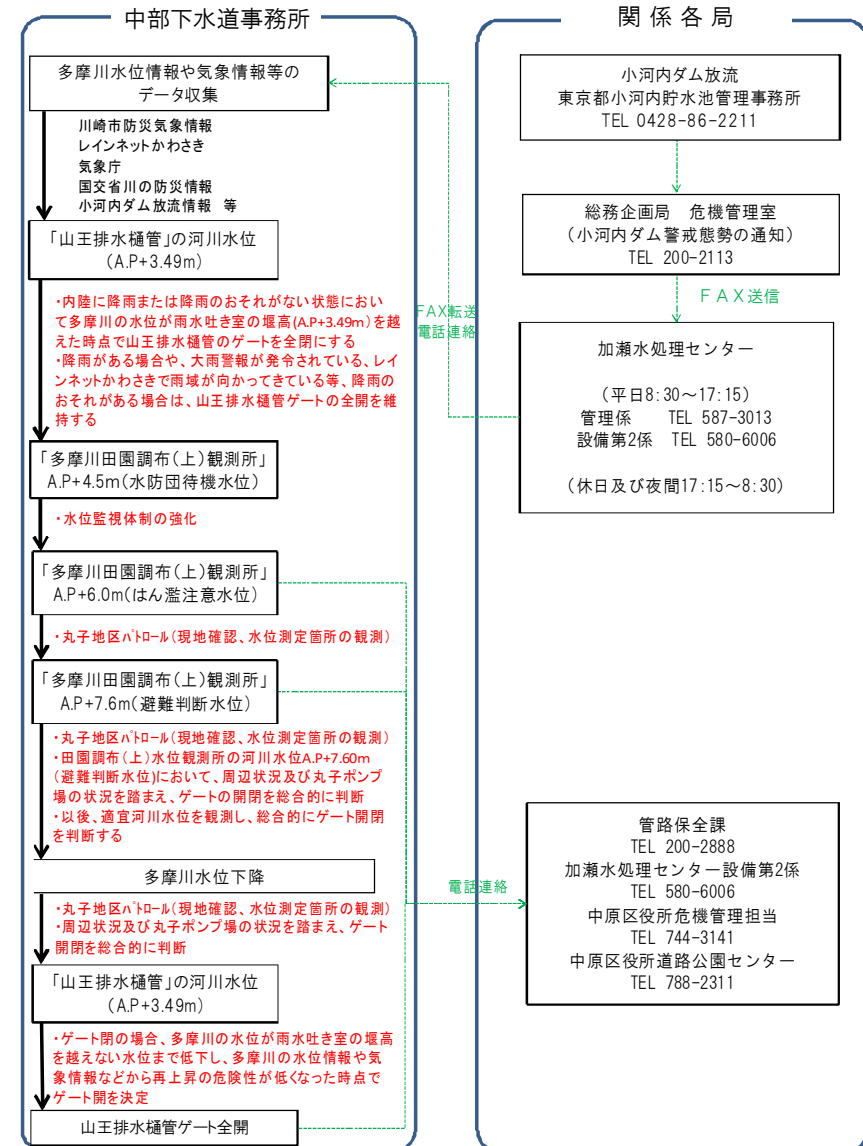 中部下水道事務所
多摩川水位情報や気象情報等の
データ収集
川崎市防災気象情報
レインネットかわさき
気象庁
国交省川の防災情報
小河内ダム放流情報 等
「山王排水樋管」の河川水位
(A.P+3.49m)
・内陸に降雨または降雨のおそれがない状態におい
て多摩川の水位が雨水吐き室の堰高(A.P+3.49m)を越
えた時点で山王排水樋管のゲートを全閉にする
・降雨がある場合や、大雨警報が発令されている、レイ
ンネットかわさきで雨域が向かってきている等、降雨の
おそれがある場合は、山王排水樋管ゲートの全開を維
持する
「多摩川田園調布(上)観測所」
A.P+4.5m(水防団待機水位)
・水位監視体制の強化
「多摩川田園調布(上)観測所」
A.P+6.0m(はん濫注意水位)
・丸子地区パトロール(現地確認、水位測定箇所の観測)
「多摩川田園調布(上)観測所」
A.P+7.6m(避難判断水位)
・丸子地区パトロール(現地確認、水位測定箇所の観測)
・田園調布(上)水位観測所の河川水位A.P+7.60m
(避難判断水位)において、周辺状況及び丸子ポンプ
場の状況を踏まえ、ゲートの開閉を総合的に判断
・以後、適宜河川水位を観測し、総合的にゲート開閉
を判断する
多摩川水位下降
・丸子地区パトロール(現地確認、水位測定箇所の観測)
・周辺状況及び丸子ポンプ場の状況を踏まえ、ゲート
開閉を総合的に判断
「山王排水樋管」の河川水位
(A.P+3.49m)
・ゲート閉の場合、多摩川の水位が雨水吐き室の堰高
を越えない水位まで低下し、多摩川の水位情報や気
象情報などから再上昇の危険性が低くなった時点で
ゲート開を決定
山王排水樋管ゲート全開
FAX転送
電話連絡
電話連絡
関係各局
小河内ダム放流
東京都小河内貯水池管理事務所
TEL 0428-86-2211
総務企画局 危機管理室
(小河内ダム警戒態勢の通知)
TEL 200-2113
FAX送信
加瀬水処理センター
(平日8:30~17:15)
管理係 TEL 587-3013
設備第2係 TEL 580-6006
(休日及び夜間17:15~8:30)
管路保全課
TEL 200-2888
加瀬水処理センター設備第2係
TEL 580-6006
中原区役所危機管理担当
TEL 744-3141
中原区役所道路公園センター
TEL 788-2311